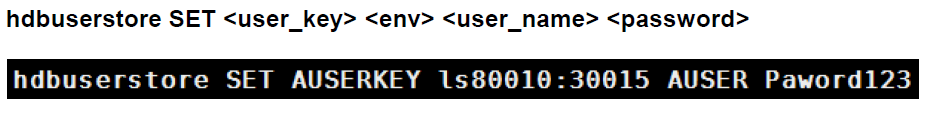 hdbuserstore SET <user_key> <env> <user_name> <password>
hdbuserstore SET AUSERKEY ls80010:30015 AUSER Paword123